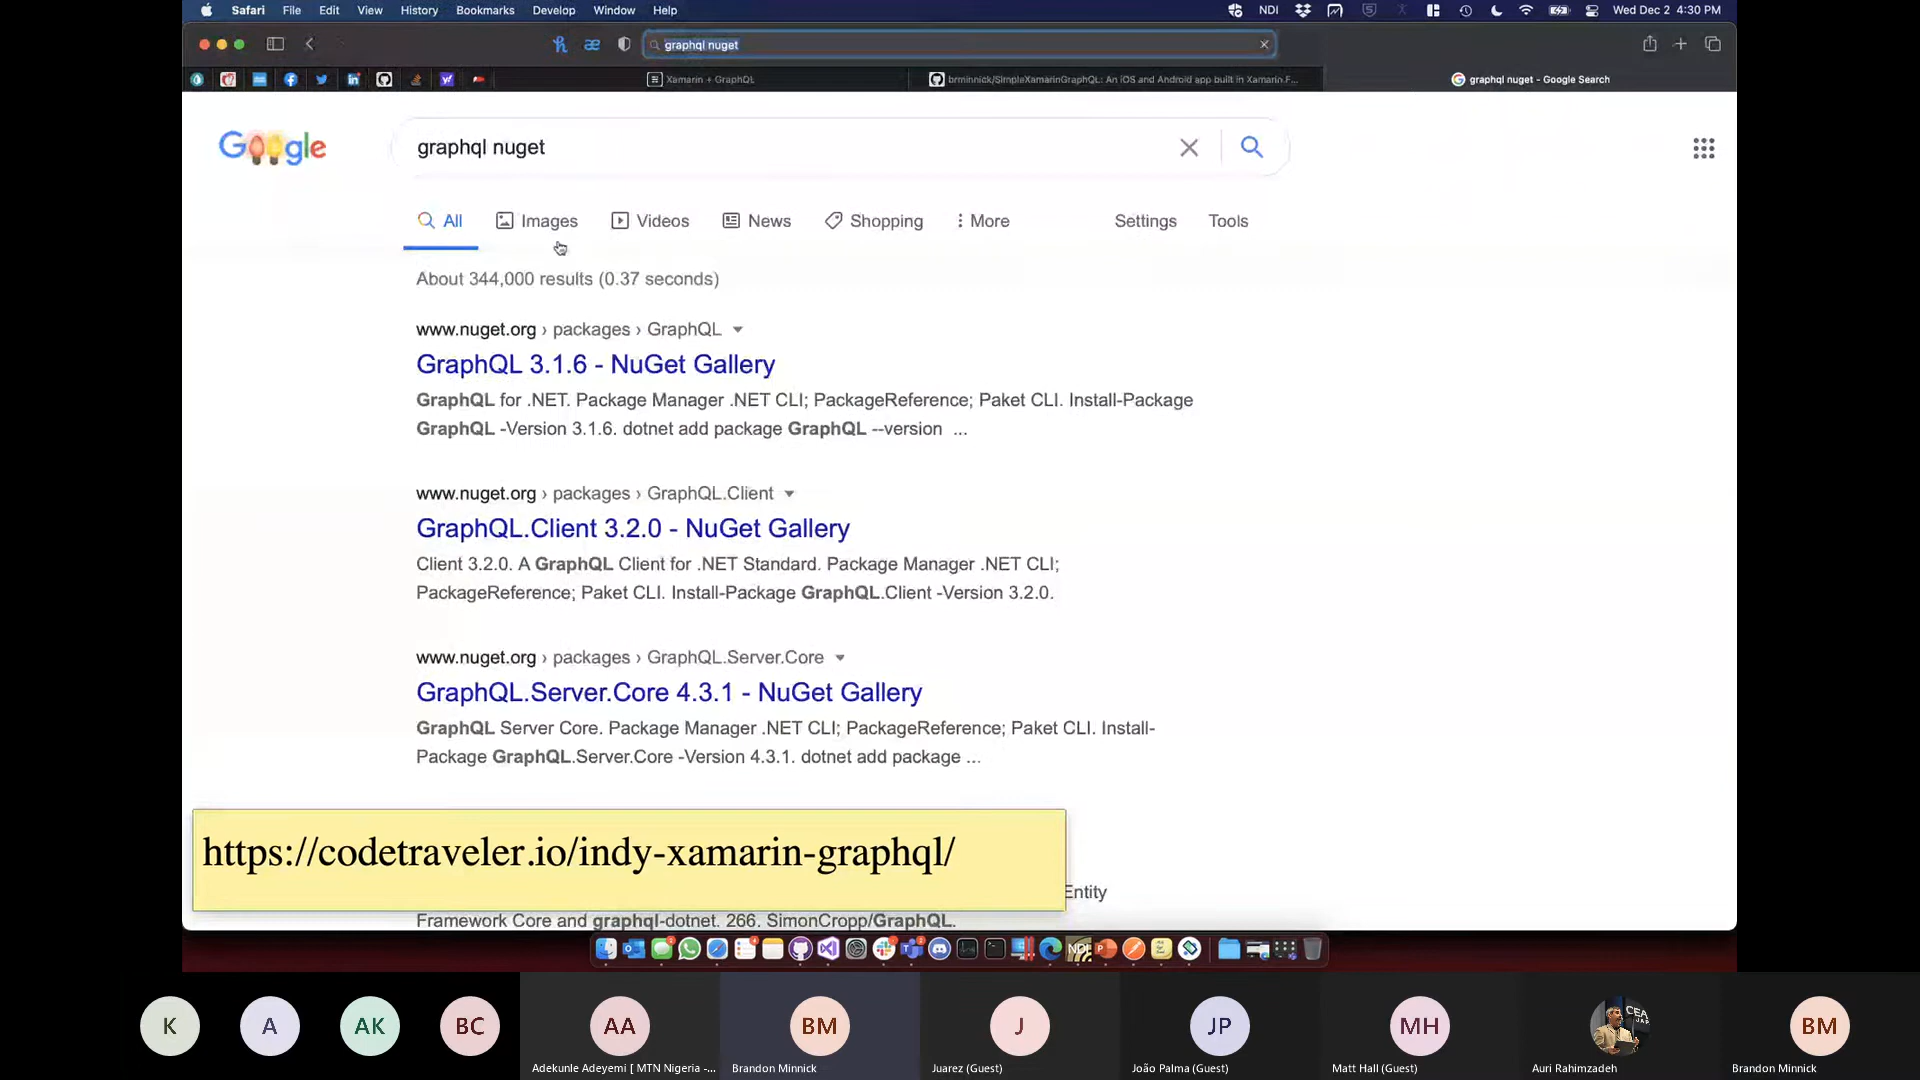 Safari File Edit View History Bookmarks Develop Window Help
NDI
Wed Dec 2 4:30 PM
graphql nuget
Xamarin + GraphQL
brminnick/SimpleXamarinGraphQL: An iOS and Android app built in Xamarin.F...
graphql nuget - Google Search
Google
graphql nuget
All Images Videos News Shopping More Settings Tools
About 344,000 results (0.37 seconds)
www.nuget.org › packages › GraphQL
GraphQL 3.1.6 - NuGet Gallery
GraphQL for .NET. Package Manager .NET CLI; PackageReference; Paket CLI. Install-Package
GraphQL -Version 3.1.6. dotnet add package GraphQL --version ...
www.nuget.org › packages › GraphQL.Client
GraphQL.Client 3.2.0 - NuGet Gallery
Client 3.2.0. A GraphQL Client for .NET Standard. Package Manager .NET CLI;
PackageReference; Paket CLI. Install-Package GraphQL.Client -Version 3.2.0.
www.nuget.org › packages › GraphQL.Server.Core
GraphQL.Server.Core 4.3.1 - NuGet Gallery
GraphQL Server Core. Package Manager .NET CLI; PackageReference; Paket CLI. Install-
Package GraphQL.Server.Core -Version 4.3.1. dotnet add package ...
https://codetraveler.io/indy-xamarin-graphql/
Entity
Framework Core and graphql-dotnet. 266. SimonCropp/GraphQL.
NDI
K A AK BC AA BM J JP MH BM
CEA
Adekunle Adeyemi [ MTN Nigeria -... Brandon Minnick Juarez (Guest) João Palma (Guest) Matt Hall (Guest) Auri Rahimzadeh Brandon Minnick